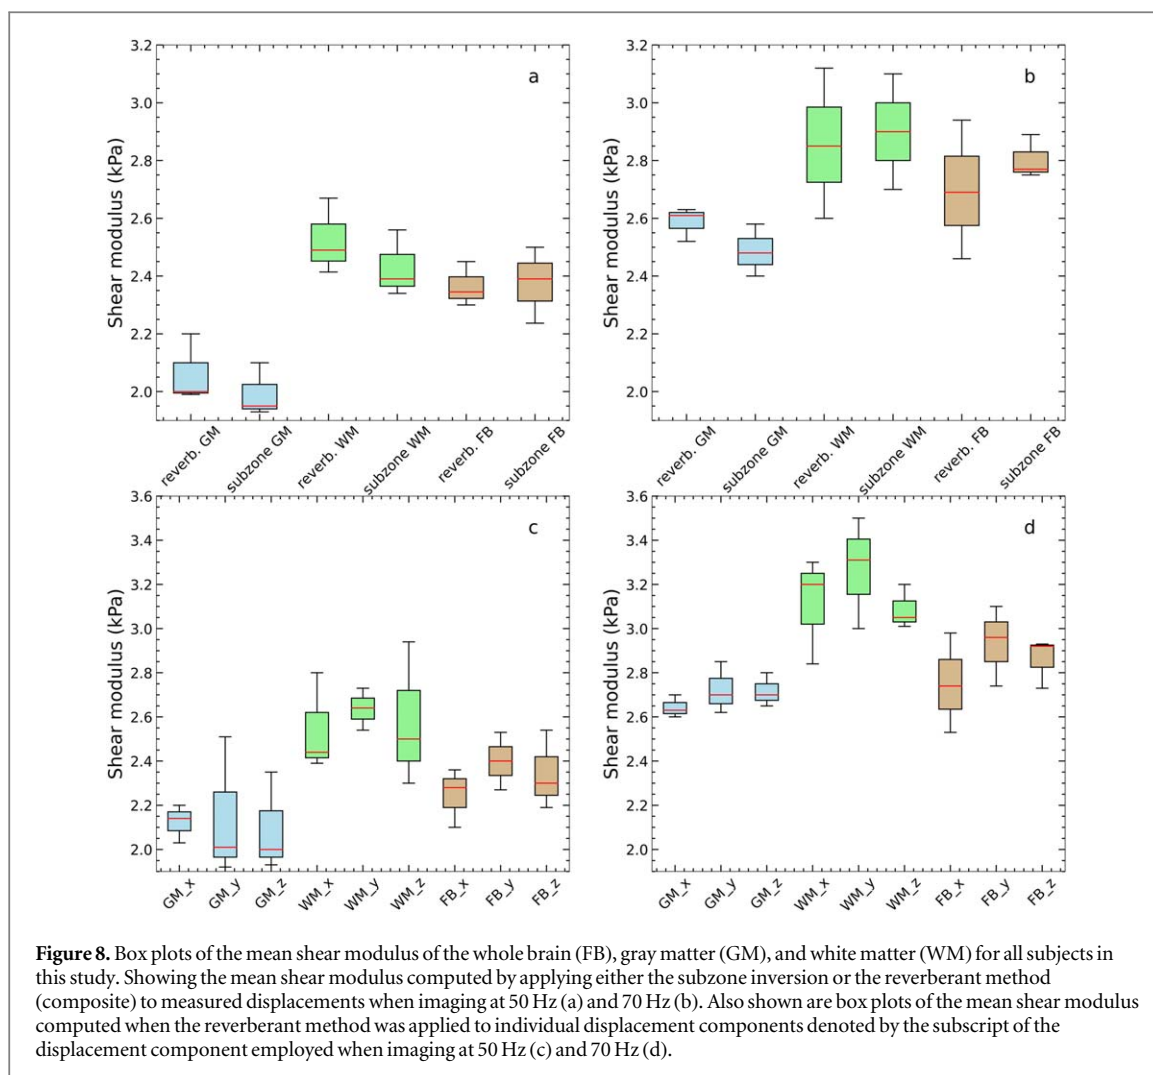 3.2
3.0
2.8
2.6
2.4
2.2
2.0
Shear modulus (kPa)
a
reverb. GM
subzone GM
reverb. WM
subzone WM
reverb. FB
subzone FB
3.2
3.0
2.8
2.6
2.4
2.2
2.0
Shear modulus (kPa)
b
reverb. GM
subzone GM
reverb. WM
subzone WM
reverb. FB
subzone FB
3.6
3.4
3.2
3.0
2.8
2.6
2.4
2.2
2.0
Shear modulus (kPa)
c
GM_x
GM_y
GM_z
WM_x
WM_y
WM_z
FB_x
FB_y
FB_z
3.6
3.4
3.2
3.0
2.8
2.6
2.4
2.2
2.0
Shear modulus (kPa)
d
GM_x
GM_y
GM_z
WM_x
WM_y
WM_z
FB_x
FB_y
FB_z
Figure 8. Box plots of the mean shear modulus of the whole brain (FB), gray matter (GM), and white matter (WM) for all subjects in
this study. Showing the mean shear modulus computed by applying either the subzone inversion or the reverberant method
(composite) to measured displacements when imaging at 50 Hz (a) and 70 Hz (b). Also shown are box plots of the mean shear modulus
computed when the reverberant method was applied to individual displacement components denoted by the subscript of the
displacement component employed when imaging at 50 Hz (c) and 70 Hz (d).